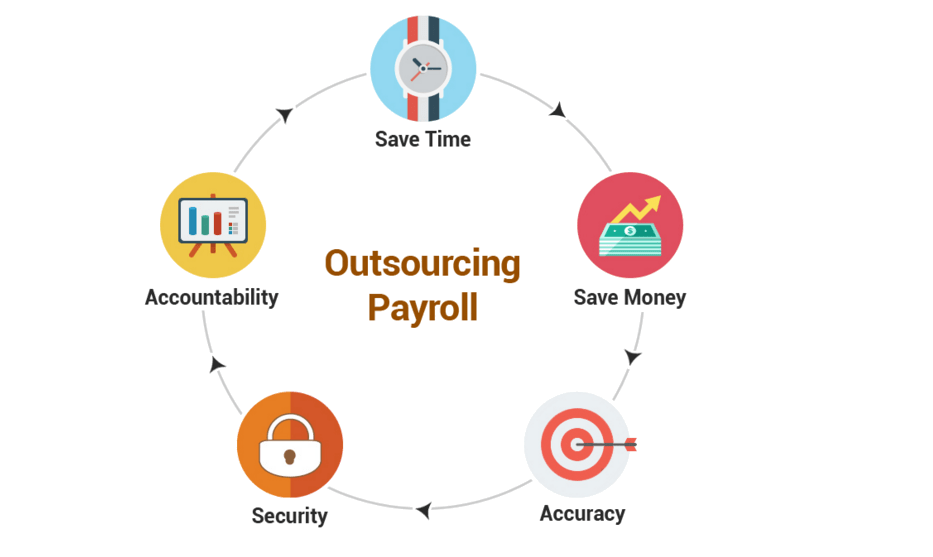 Save Time
Accountability
Save Money
Outsourcing
Payroll
Security
Accuracy